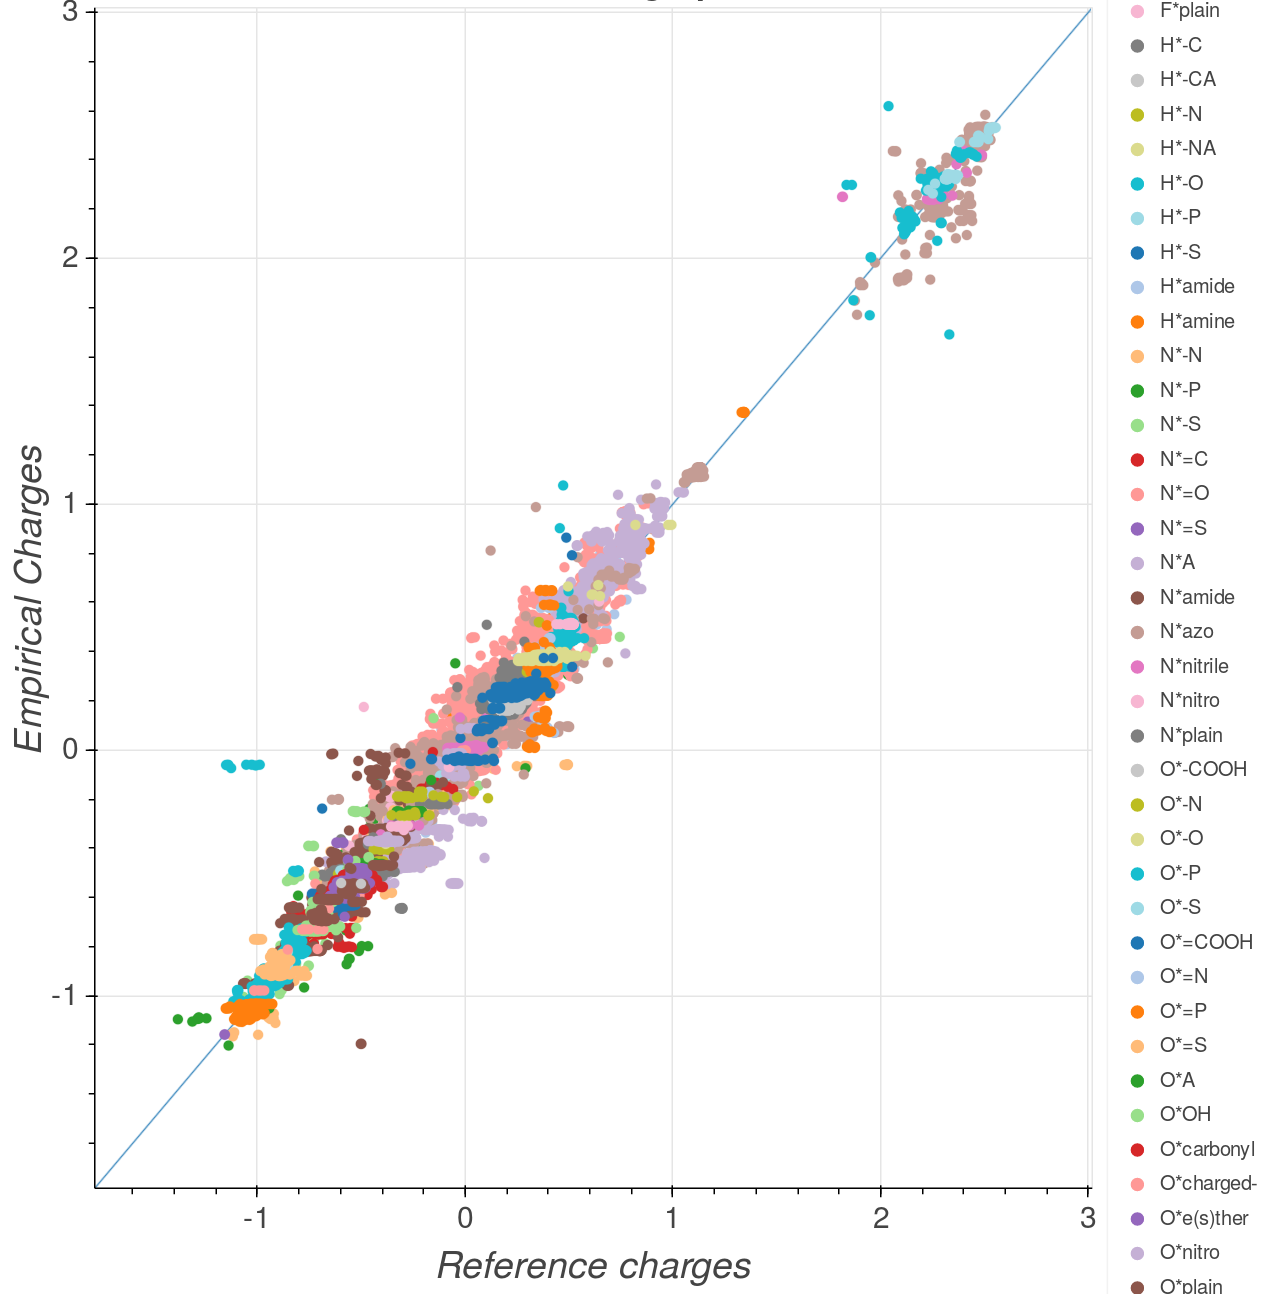 3
2
1
0
-1
-1
0
1
2
3
Empirical Charges
Reference charges
F*plain
H*-C
H*-CA
H*-N
H*-NA
H*-O
H*-P
H*-S
H*amide
H*amine
N*-N
N*-P
N*-S
N*=C
N*=O
N*=S
N*A
N*amide
N*azo
N*nitrile
N*nitro
N*plain
O*-COOH
O*-N
O*-O
O*-P
O*-S
O*=COOH
O*=N
O*=P
O*=S
O*A
O*OH
O*carbonyl
O*charged-
O*e(s)ther
O*nitro
O*plain